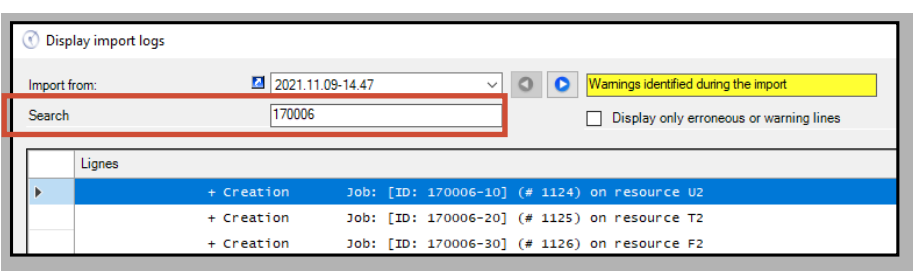 Display import logs
Import from: 2021.11.09-14.47 Warnings identified during the import
Search 170006 Display only erroneous or warning lines
Lignes
+ Creation Job: [ID: 170006-10] (# 1124) on resource U2
+ Creation Job: [ID: 170006-20] (# 1125) on resource T2
+ Creation Job: [ID: 170006-30] (# 1126) on resource F2